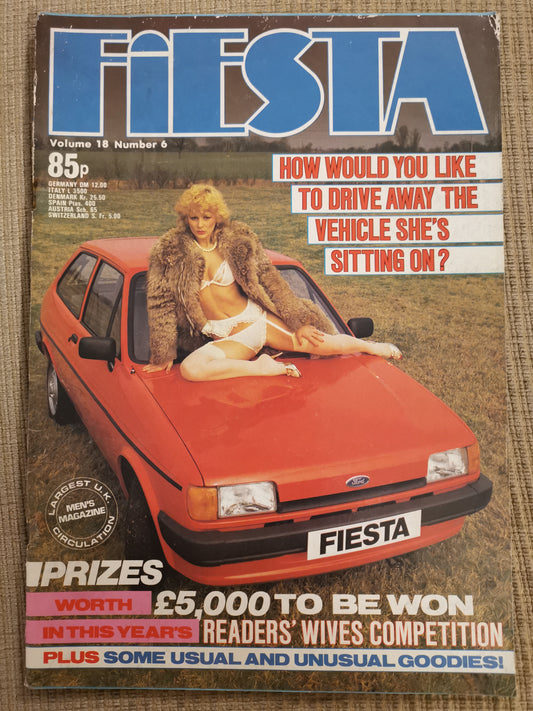 FiESTA
Volume 18 Number 6
85p
GERMANY DM 12.00
ITALY L 3500
DENMARK Kr. 25.50
SPAIN Ptas. 400
AUSTRIA Sch. 85
SWITZERLAND S. Fr. 5.00
HOW WOULD YOU LIKE
TO DRIVE AWAY THE
VEHICLE SHE'S
SITTING ON?
Ford
FIESTA
LARGEST U.K.
MEN'S
MAGAZINE
CIRCULATION
PRIZES
WORTH £5,000 TO BE WON
IN THIS YEAR'S READERS' WIVES COMPETITION
PLUS SOME USUAL AND UNUSUAL GOODIES!